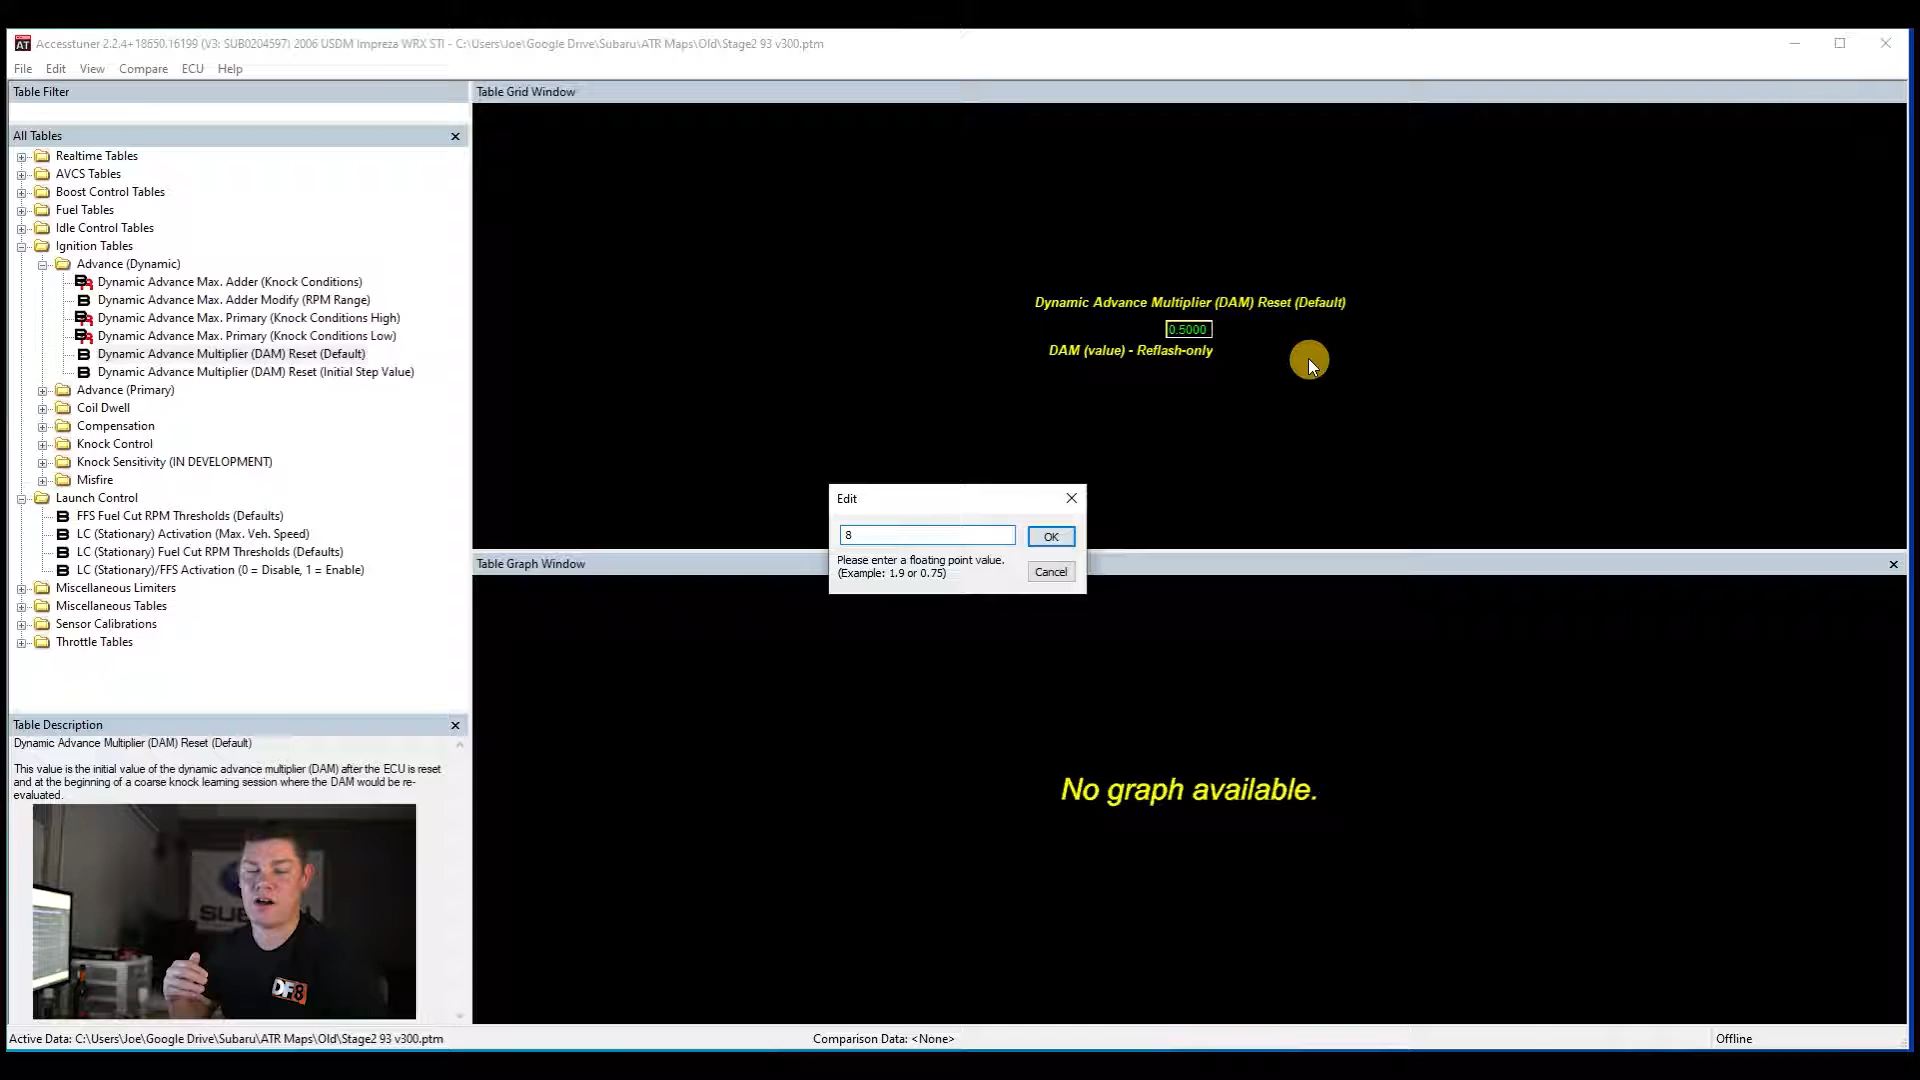 Accesstuner 2.2.4+18650.16199 (V3: SUB0204597) 2006 USDM Impreza WRX STI - C:\Users\Joe\Google Drive\Subaru\ATR Maps\Old\Stage2 93 v300.ptm
File Edit View Compare ECU Help
Table Filter
All Tables
Realtime Tables
AVCS Tables
Boost Control Tables
Fuel Tables
Idle Control Tables
Ignition Tables
Advance (Dynamic)
Dynamic Advance Max. Adder (Knock Conditions)
Dynamic Advance Max. Adder Modify (RPM Range)
Dynamic Advance Max. Primary (Knock Conditions High)
Dynamic Advance Max. Primary (Knock Conditions Low)
Dynamic Advance Multiplier (DAM) Reset (Default)
Dynamic Advance Multiplier (DAM) Reset (Initial Step Value)
Advance (Primary)
Coil Dwell
Compensation
Knock Control
Knock Sensitivity (IN DEVELOPMENT)
Misfire
Launch Control
FFS Fuel Cut RPM Thresholds (Defaults)
LC (Stationary) Activation (Max. Veh. Speed)
LC (Stationary) Fuel Cut RPM Thresholds (Defaults)
LC (Stationary)/FFS Activation (0 = Disable, 1 = Enable)
Miscellaneous Limiters
Miscellaneous Tables
Sensor Calibrations
Throttle Tables
Table Description
Dynamic Advance Multiplier (DAM) Reset (Default)
This value is the initial value of the dynamic advance multiplier (DAM) after the ECU is reset
and at the beginning of a coarse knock learning session where the DAM would be re-
evaluated.
DF8
Table Grid Window
Dynamic Advance Multiplier (DAM) Reset (Default)
0.5000
DAM (value) - Reflash-only
Edit
8
OK
Please enter a floating point value.
(Example: 1.9 or 0.75)
Cancel
Table Graph Window
No graph available.
Active Data: C:\Users\Joe\Google Drive\Subaru\ATR Maps\Old\Stage2 93 v300.ptm
Comparison Data: <None>
Offline